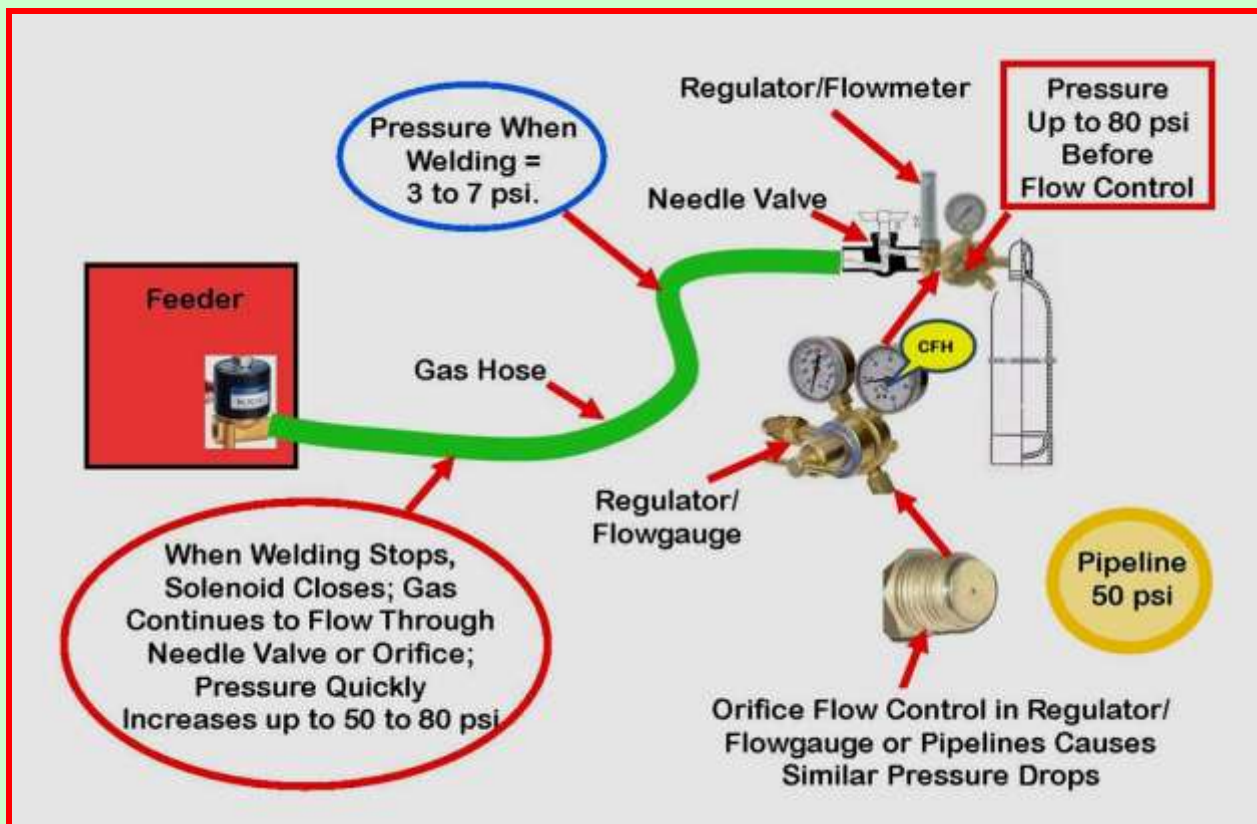 Regulator/Flowmeter
Pressure
Up to 80 psi
Before
Flow Control
Pressure When
Welding =
3 to 7 psi.
Needle Valve
Feeder
CFH
Gas Hose
Regulator/
Flowgauge
When Welding Stops,
Solenoid Closes; Gas
Continues to Flow Through
Needle Valve or Orifice;
Pressure Quickly
Increases up to 50 to 80 psi
Pipeline
50 psi
Orifice Flow Control in Regulator/
Flowgauge or Pipelines Causes
Similar Pressure Drops